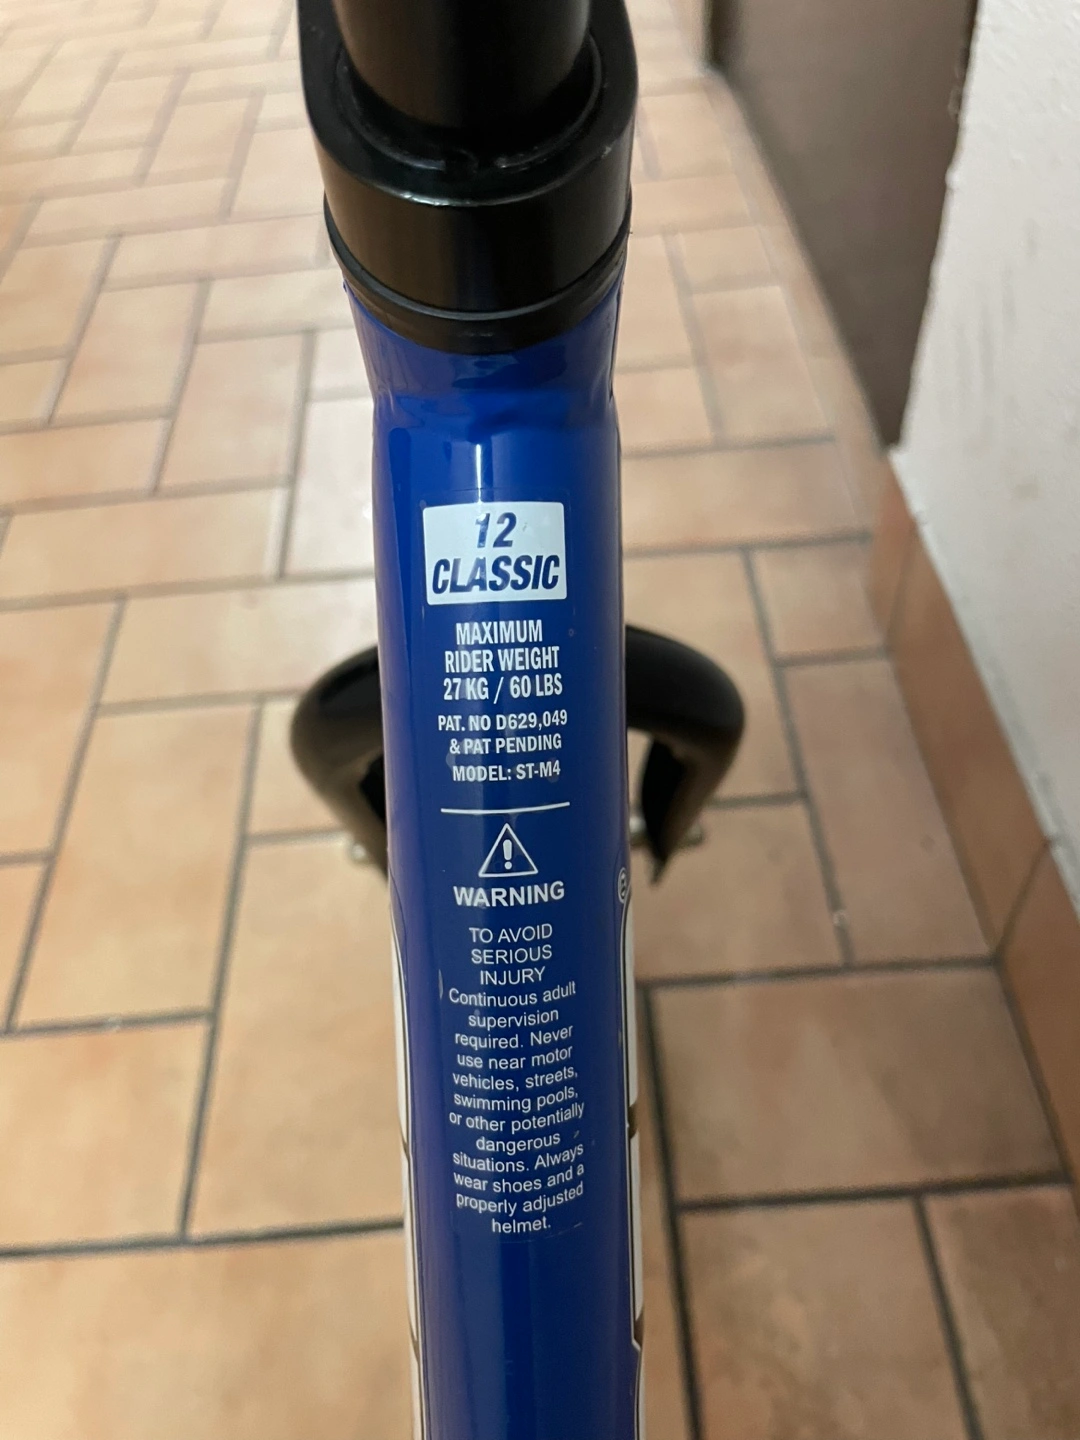 12
CLASSIC
MAXIMUM
RIDER WEIGHT
27 KG / 60 LBS
PAT. NO D629,049
& PAT PENDING
MODEL: ST-M4
WARNING
TO AVOID
SERIOUS
INJURY
Continuous adult
supervision
required. Never
use near motor
vehicles, streets,
swimming pools,
or other potentially
dangerous
situations. Always
wear shoes and a
properly adjusted
helmet.